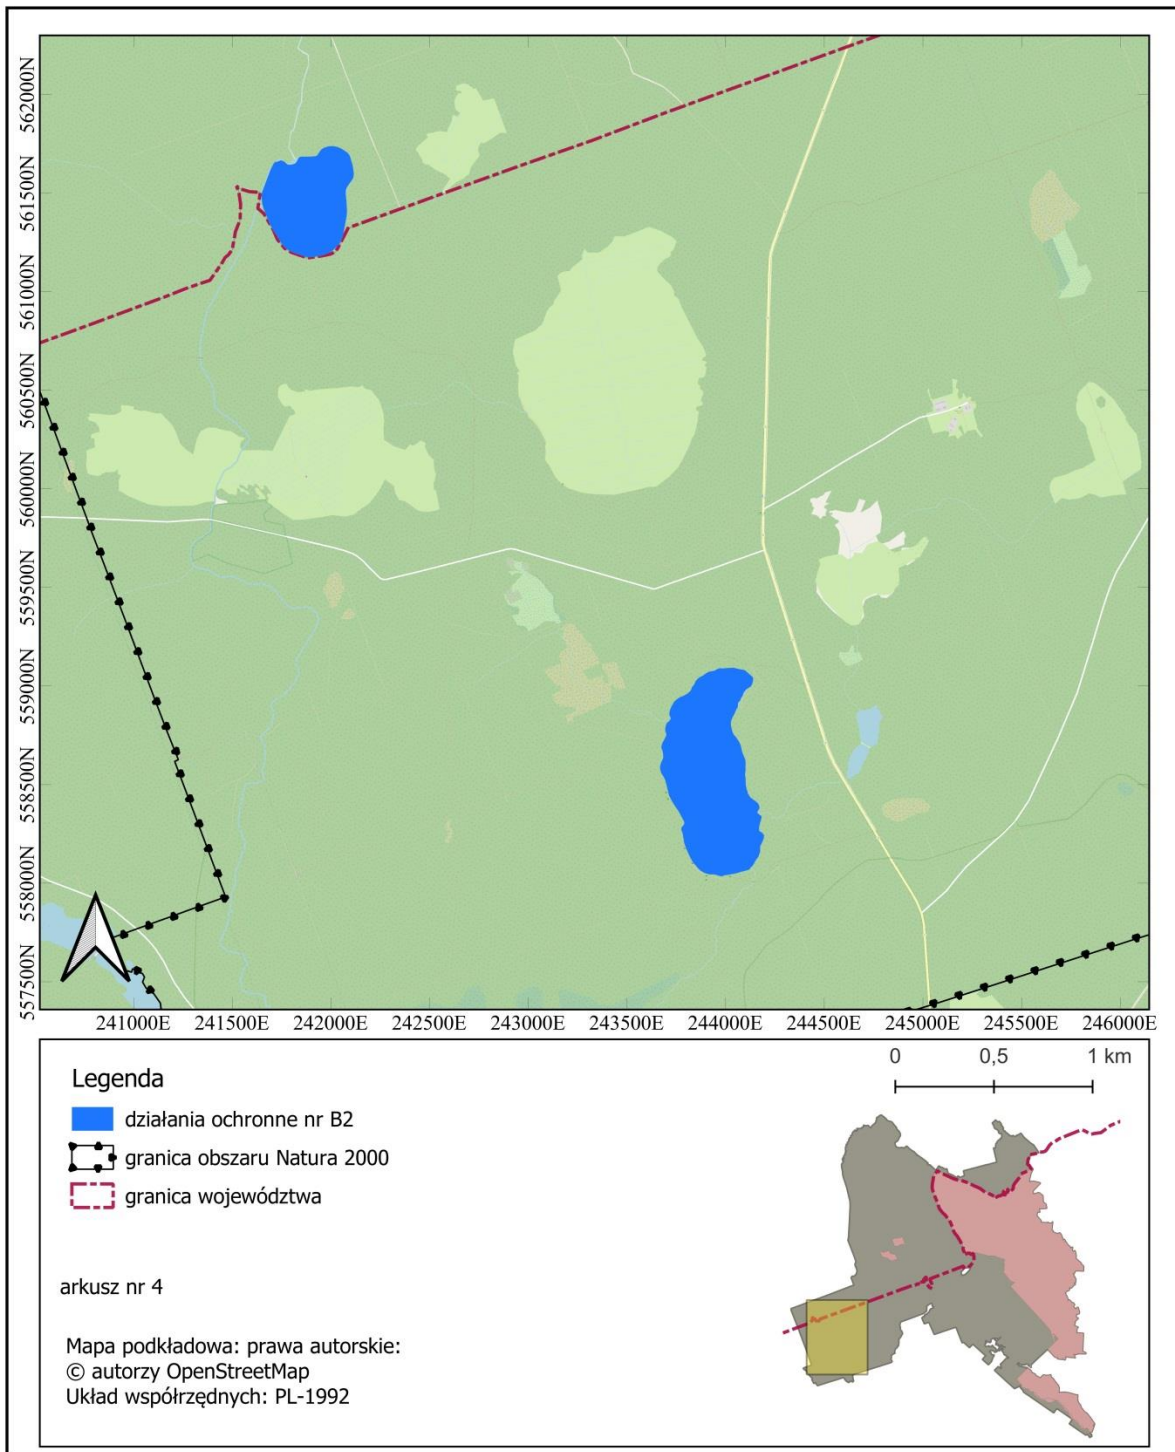 562000N
561500N
561000N
560500N
560000N
559500N
559000N
558500N
558000N
557500N
241000E 241500E 242000E 242500E 243000E 243500E 244000E 244500E 245000E 245500E 246000E
Legenda
działania ochronne nr B2
granica obszaru Natura 2000
granica województwa
0 0,5 1 km
arkusz nr 4
Mapa podkładowa: prawa autorskie:
© autorzy OpenStreetMap
Układ współrzędnych: PL-1992